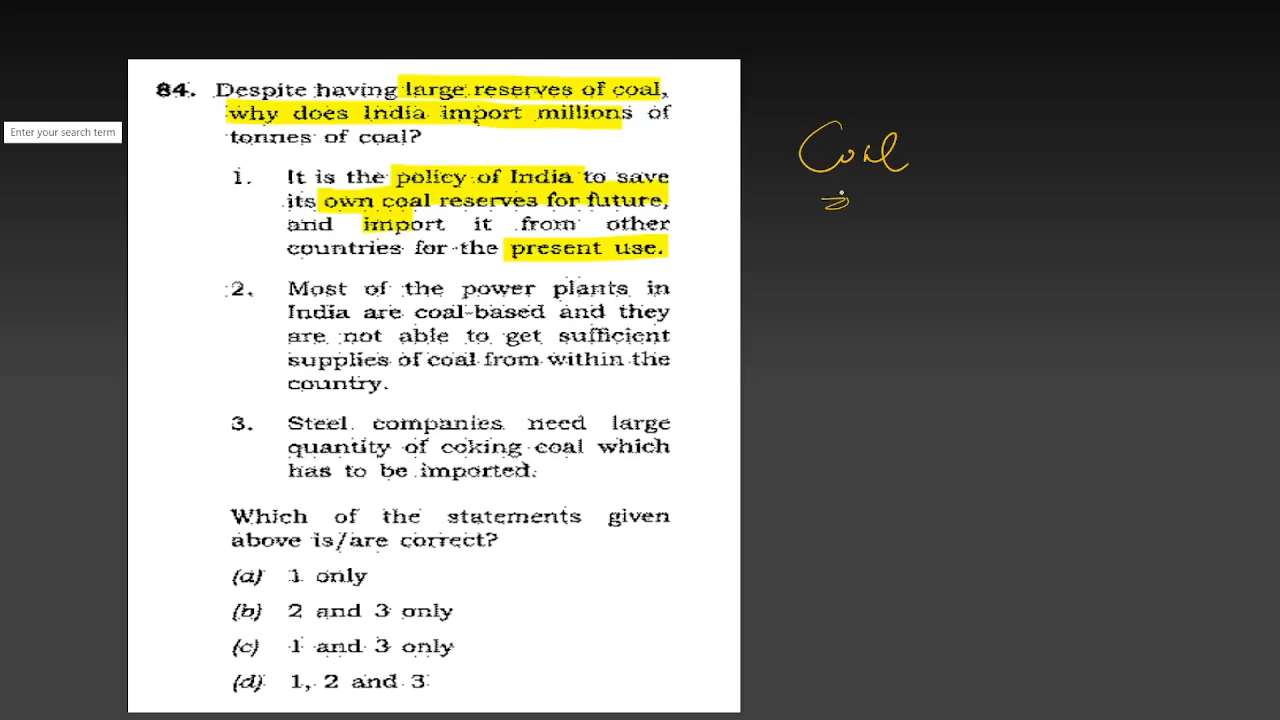 Enter your search term
84. Despite having large reserves of coal,
why does India import millions of
tonnes of coal?
1. It is the policy of India to save
its own coal reserves for future,
and import it from other
countries for the present use.
2. Most of the power plants in
India are coal-based and they
are not able to get sufficient
supplies of coal from within the
country.
3. Steel companies need large
quantity of coking coal which
has to be imported.
Which of the statements given
above is/are correct?
(a) 1 only
(b) 2 and 3 only
(c) 1 and 3 only
(d) 1, 2 and 3
Coal